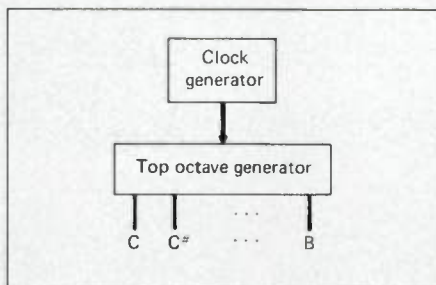 Clock
generator
Top octave generator
... 
C C# ... B